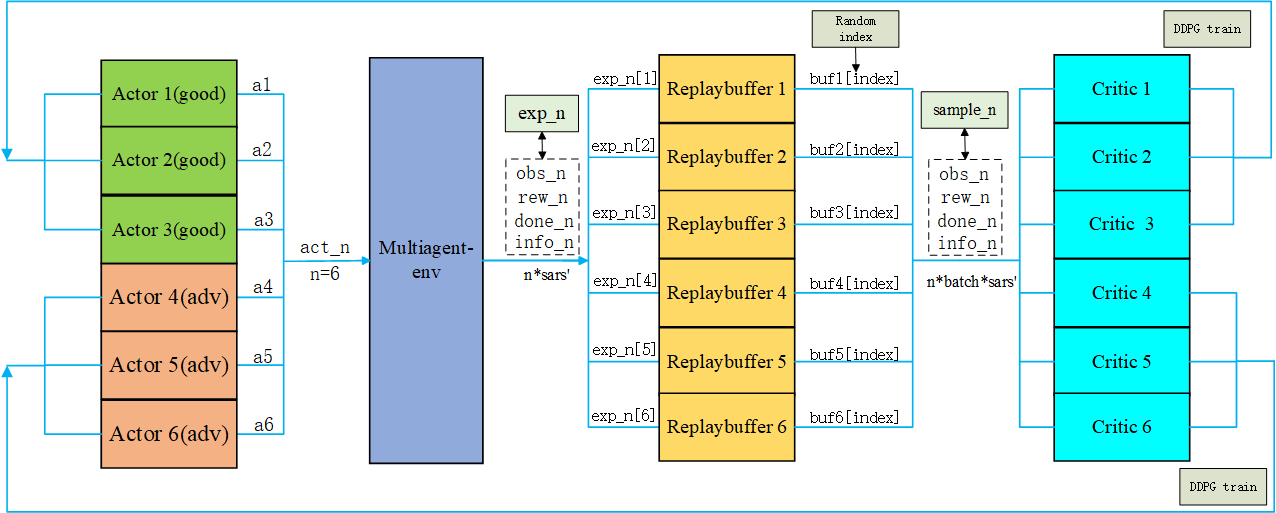 Random
index
DDPG train
Actor 1(good)
Actor 2(good)
Actor 3(good)
Actor 4(adv)
Actor 5(adv)
Actor 6(adv)
a1
a2
a3
a4
a5
a6
act_n
n=6
Multiagent-
env
exp_n
obs_n
rew_n
done_n
info_n
n*sars'
exp_n[1]
exp_n[2]
exp_n[3]
exp_n[4]
exp_n[5]
exp_n[6]
Replaybuffer 1
Replaybuffer 2
Replaybuffer 3
Replaybuffer 4
Replaybuffer 5
Replaybuffer 6
buf1[index]
buf2[index]
buf3[index]
buf4[index]
buf5[index]
buf6[index]
sample_n
obs_n
rew_n
done_n
info_n
n*batch*sars'
Critic 1
Critic 2
Critic 3
Critic 4
Critic 5
Critic 6
DDPG train